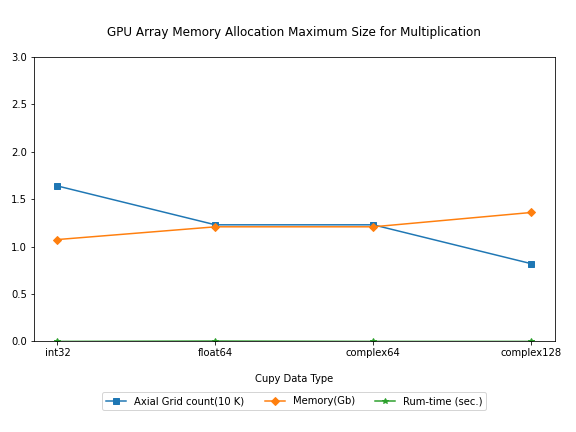 GPU Array Memory Allocation Maximum Size for Multiplication
3.0
2.5
2.0
1.5
1.0
0.5
0.0
int32 float64 complex64 complex128
Cupy Data Type
Axial Grid count(10 K) Memory(Gb) Rum-time (sec.)